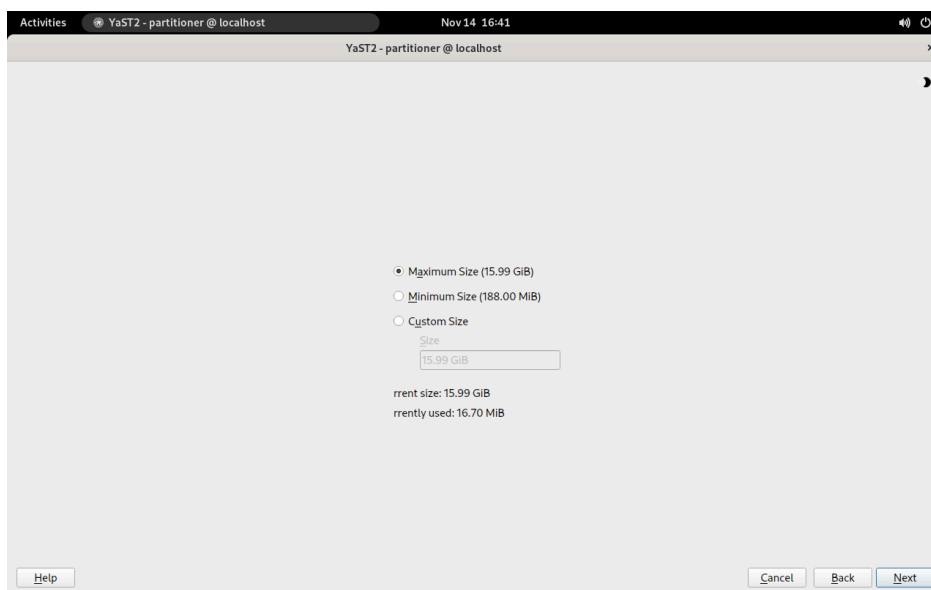 Activities YaST2 - partitioner @ localhost Nov 14 16:41
YaST2 - partitioner @ localhost
Maximum Size (15.99 GiB)
Minimum Size (188.00 MiB)
Custom Size
Size
15.99 GiB
rrent size: 15.99 GiB
rrently used: 16.70 MiB
Help Cancel Back Next